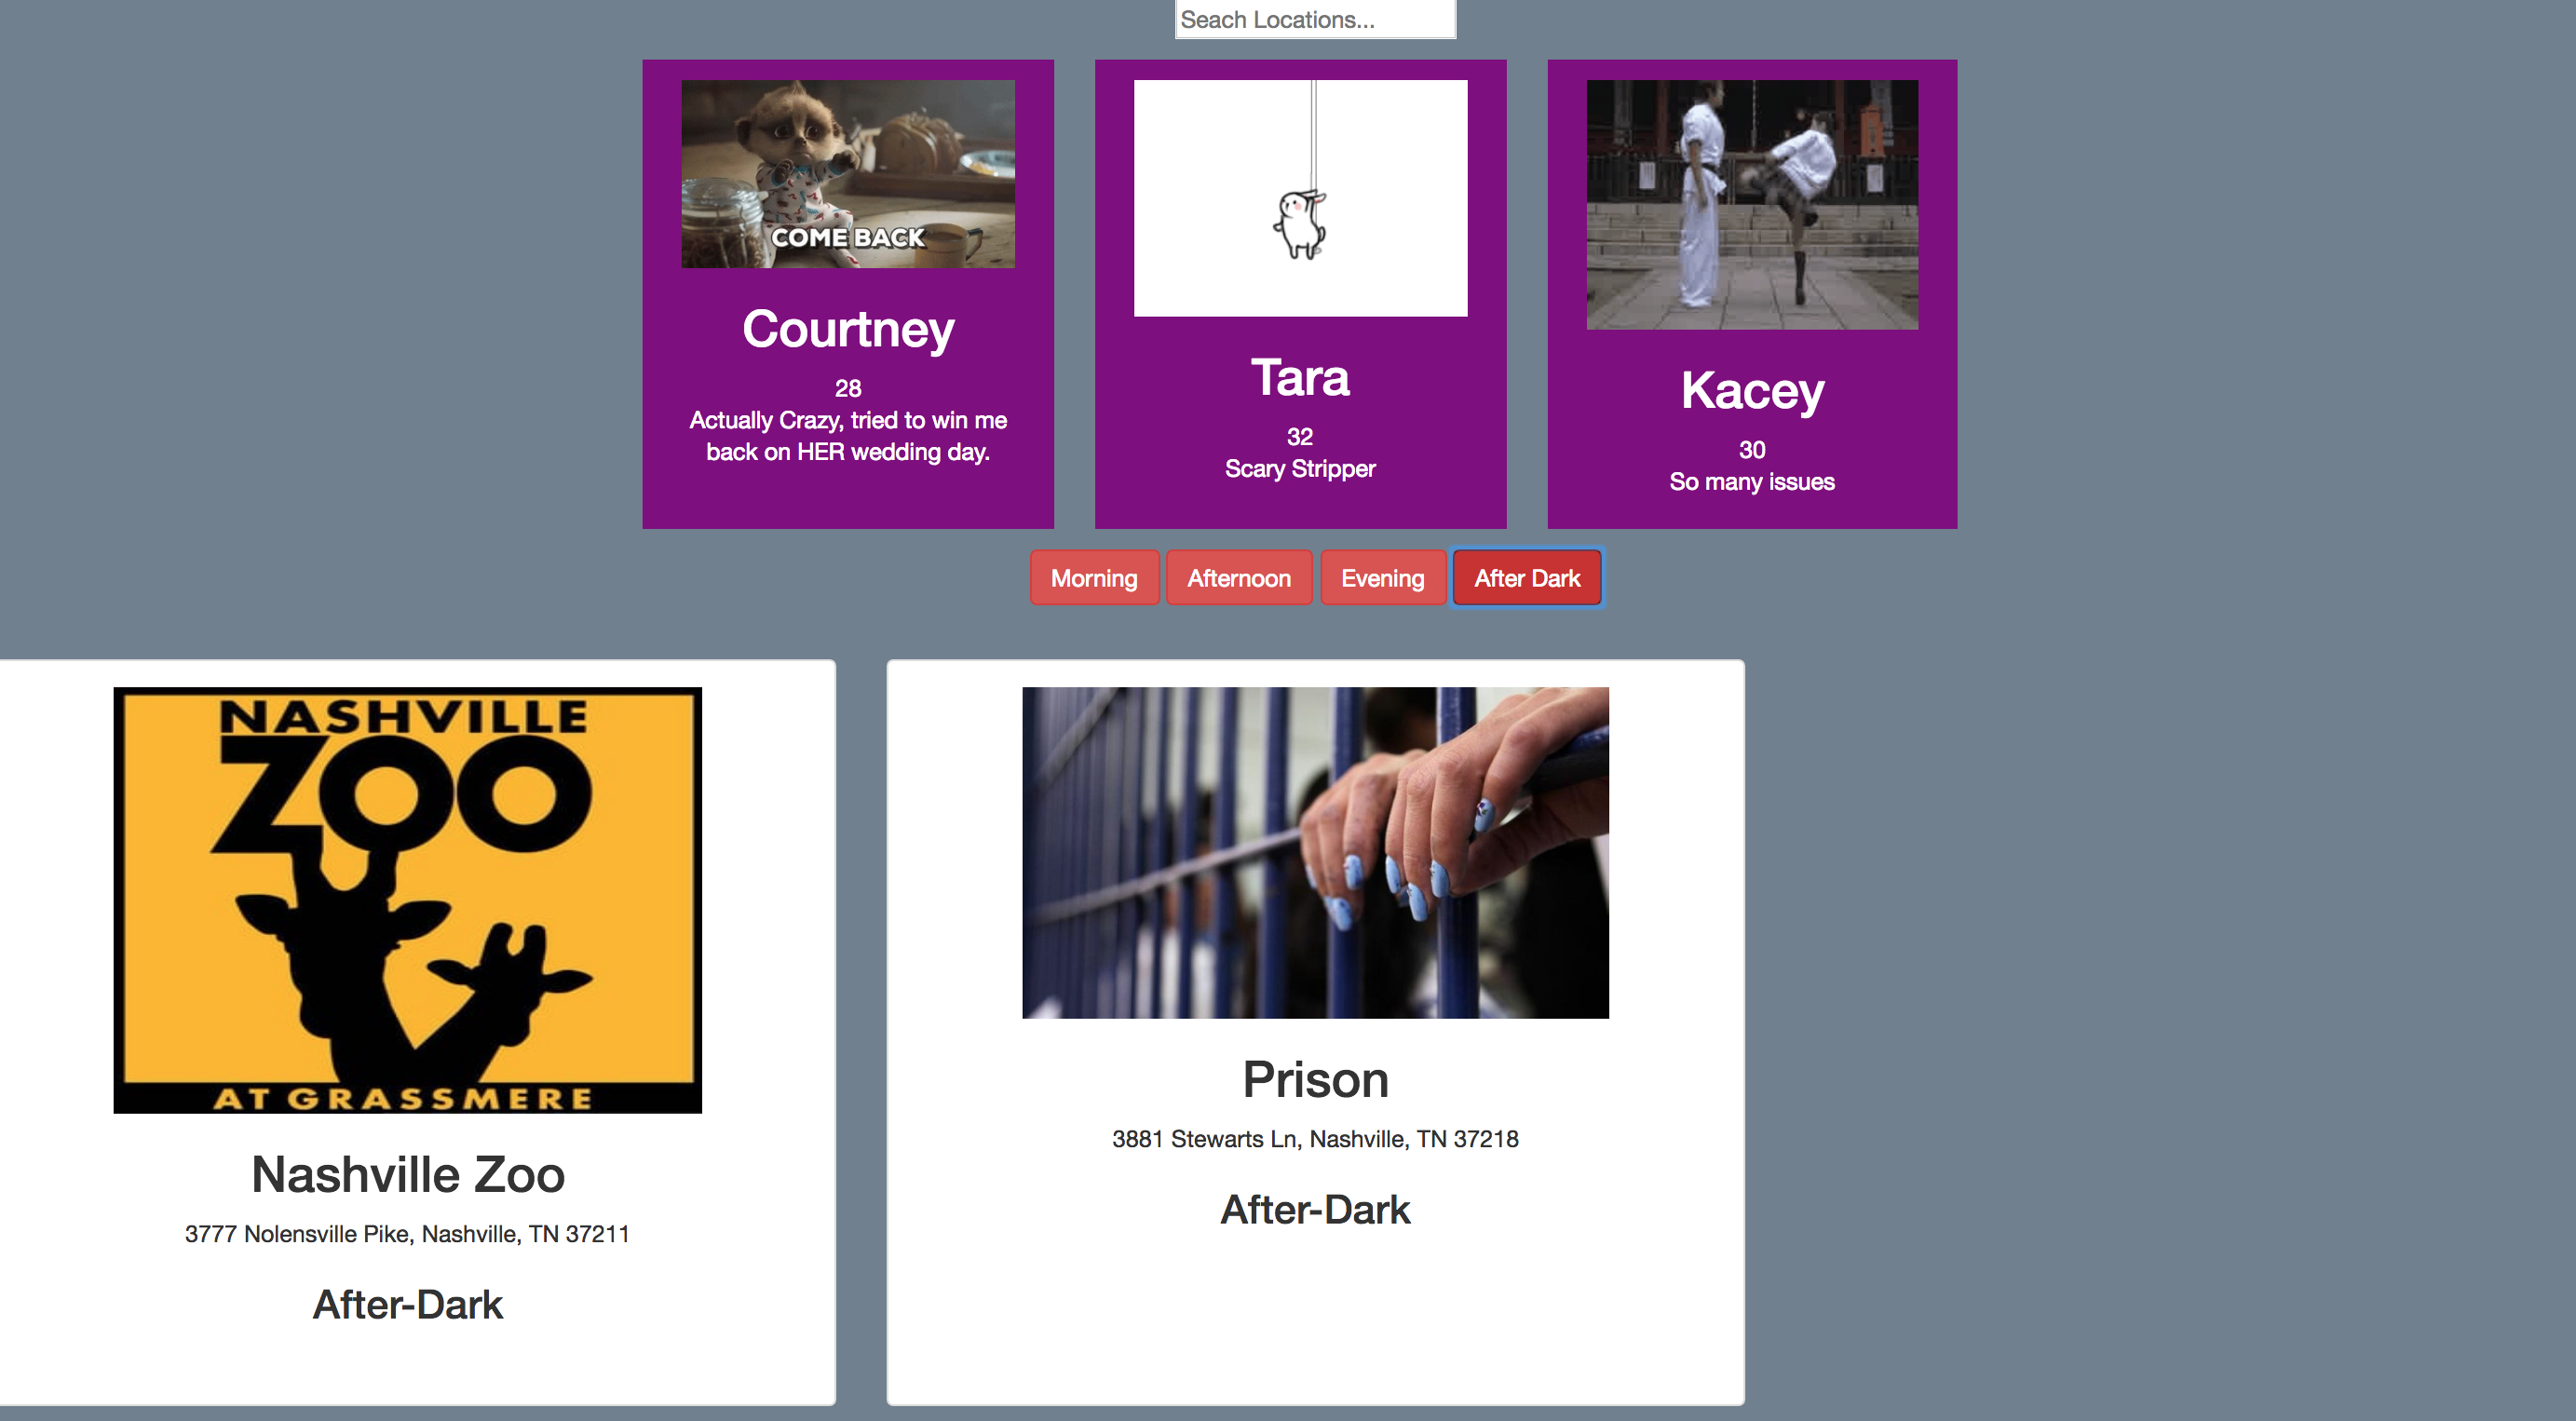 Seach Locations...
COME BACK
Courtney
28
Actually Crazy, tried to win me
back on HER wedding day.
Tara
32
Scary Stripper
Kacey
30
So many issues
Morning
Afternoon
Evening
After Dark
NASHVILLE
ZOO
AT GRASSMERE
Nashville Zoo
3777 Nolensville Pike, Nashville, TN 37211
After-Dark
Prison
3881 Stewarts Ln, Nashville, TN 37218
After-Dark